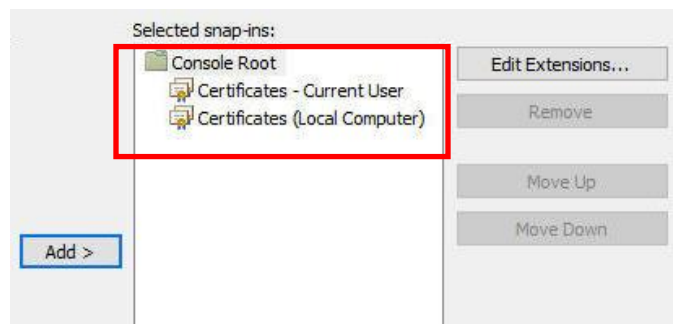 Selected snap-ins:
Console Root
Certificates - Current User
Certificates (Local Computer)
Edit Extensions...
Remove
Move Up
Move Down
Add >